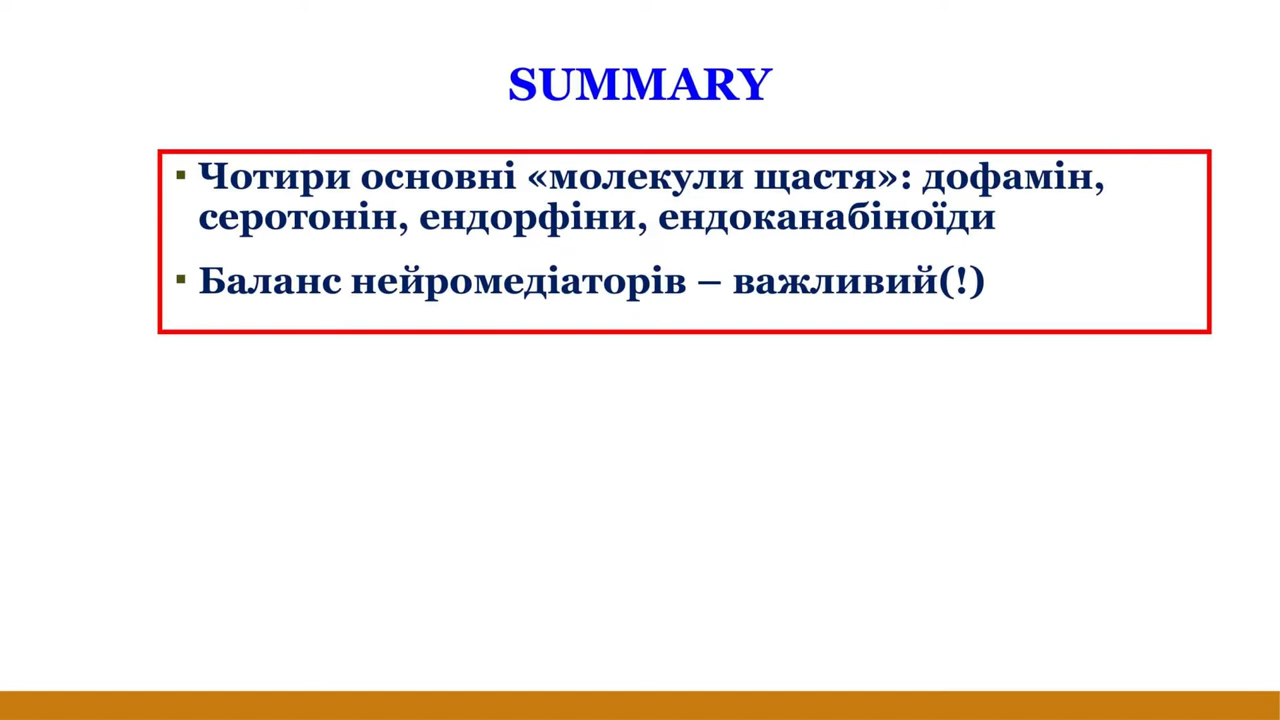 SUMMARY
▪ Чотири основні «молекули щастя»: дофамін,
серотонін, ендорфіни, ендоканабіноїди
▪ Баланс нейромедіаторів – важливий(!)